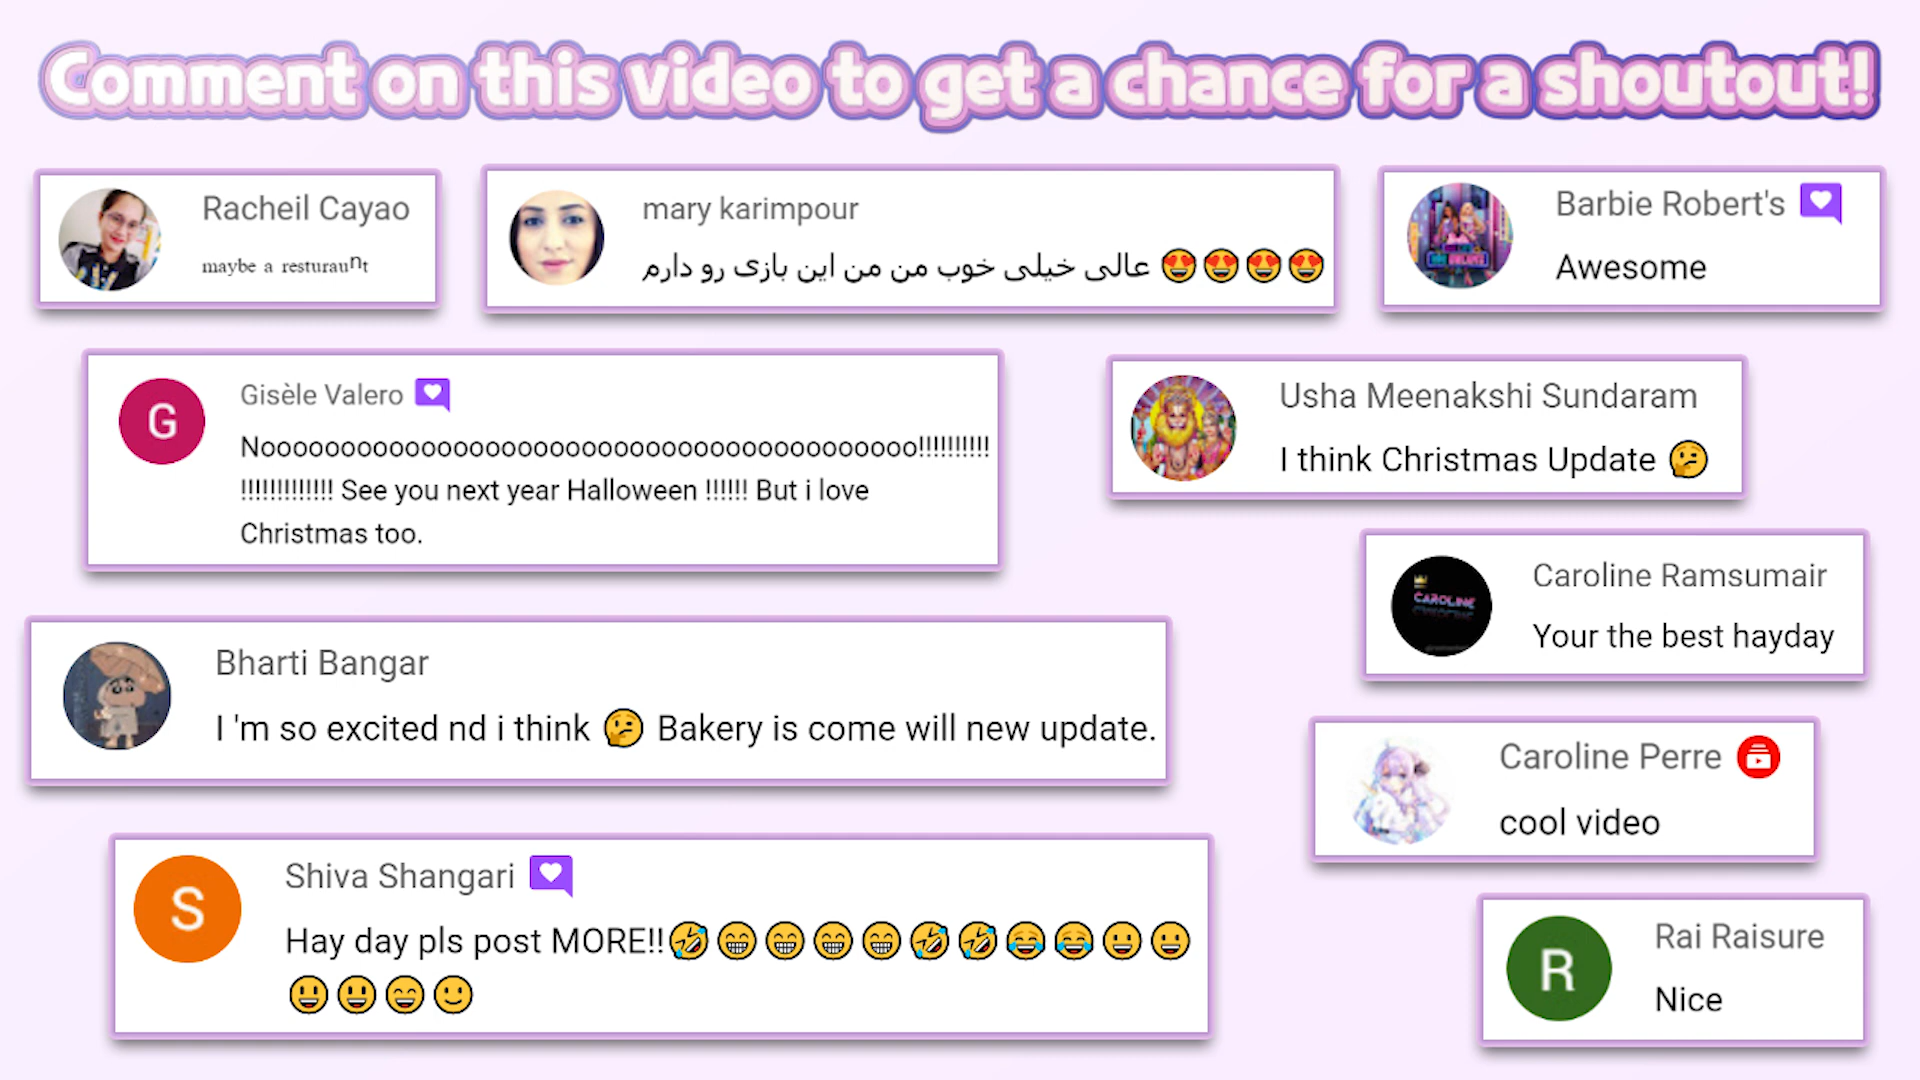 Comment on this video to get a chance for a shoutout!
Racheil Cayao
maybe a resturaunt
mary karimpour
عالی خیلی خوب من من این بازی رو دارم 😍😍😍😍
Barbie Robert's
Awesome
Gisèle Valero
G
Nooooooooooooooooooooooooooooooooooooooooo!!!!!!!!!!
!!!!!!!!!!!!! See you next year Halloween !!!!!! But i love
Christmas too.
Usha Meenakshi Sundaram
I think Christmas Update 🤔
CAROLINE
Caroline Ramsumair
Your the best hayday
Bharti Bangar
I 'm so excited nd i think 🤔 Bakery is come will new update.
Caroline Perre
cool video
S
Shiva Shangari
Hay day pls post MORE!!🤣😁😁😁😁🤣🤣😂😂😀😀
😃😃😄🙂
R
Rai Raisure
Nice